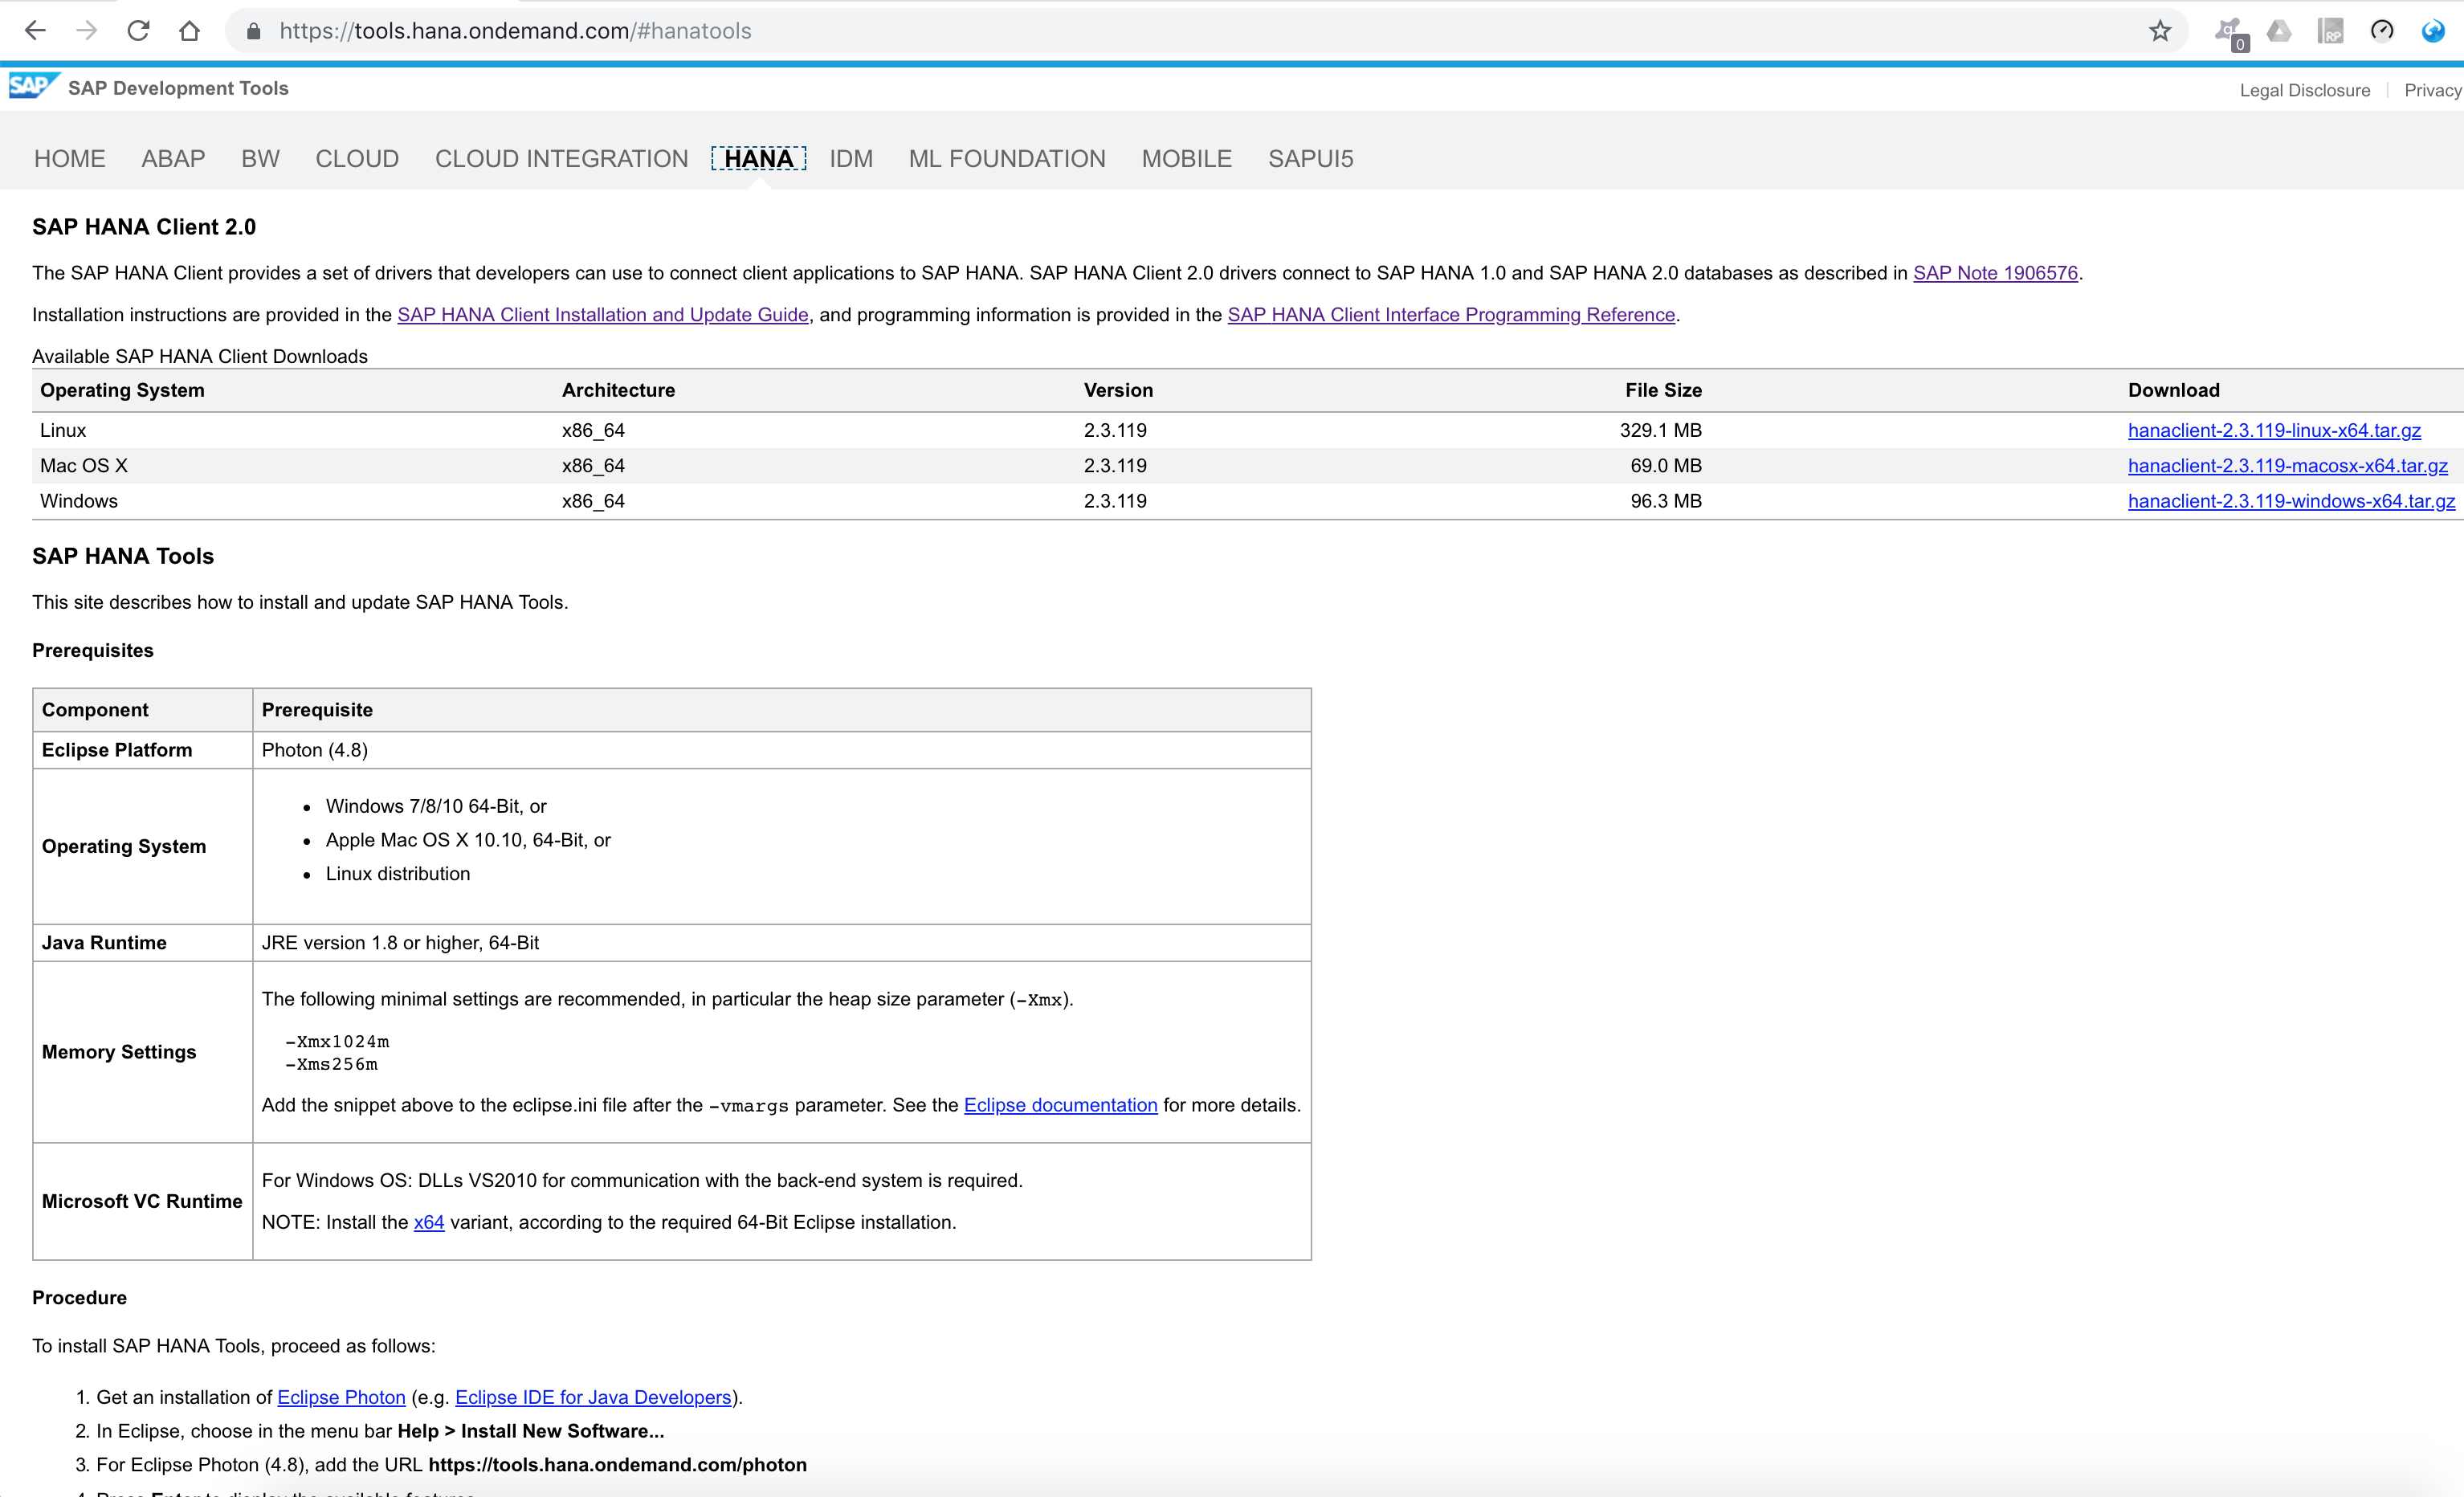 https://tools.hana.ondemand.com/#hanatools
0
RP
SAP SAP Development Tools
Legal Disclosure Privacy
HOME ABAP BW CLOUD CLOUD INTEGRATION HANA IDM ML FOUNDATION MOBILE SAPUI5
SAP HANA Client 2.0
The SAP HANA Client provides a set of drivers that developers can use to connect client applications to SAP HANA. SAP HANA Client 2.0 drivers connect to SAP HANA 1.0 and SAP HANA 2.0 databases as described in SAP Note 1906576.
Installation instructions are provided in the SAP HANA Client Installation and Update Guide, and programming information is provided in the SAP HANA Client Interface Programming Reference.
Available SAP HANA Client Downloads
Operating System Architecture Version File Size Download
Linux x86_64 2.3.119 329.1 MB hanaclient-2.3.119-linux-x64.tar.gz
Mac OS X x86_64 2.3.119 69.0 MB hanaclient-2.3.119-macosx-x64.tar.gz
Windows x86_64 2.3.119 96.3 MB hanaclient-2.3.119-windows-x64.tar.gz
SAP HANA Tools
This site describes how to install and update SAP HANA Tools.
Prerequisites
Component Prerequisite
Eclipse Platform Photon (4.8)
Operating System
• Windows 7/8/10 64-Bit, or
• Apple Mac OS X 10.10, 64-Bit, or
• Linux distribution
Java Runtime JRE version 1.8 or higher, 64-Bit
Memory Settings
The following minimal settings are recommended, in particular the heap size parameter (-Xmx).
-Xmx1024m
-Xms256m
Add the snippet above to the eclipse.ini file after the -vmargs parameter. See the Eclipse documentation for more details.
Microsoft VC Runtime
For Windows OS: DLLs VS2010 for communication with the back-end system is required.
NOTE: Install the x64 variant, according to the required 64-Bit Eclipse installation.
Procedure
To install SAP HANA Tools, proceed as follows:
1. Get an installation of Eclipse Photon (e.g. Eclipse IDE for Java Developers).
2. In Eclipse, choose in the menu bar Help > Install New Software...
3. For Eclipse Photon (4.8), add the URL https://tools.hana.ondemand.com/photon
4. Press Enter to display the available features